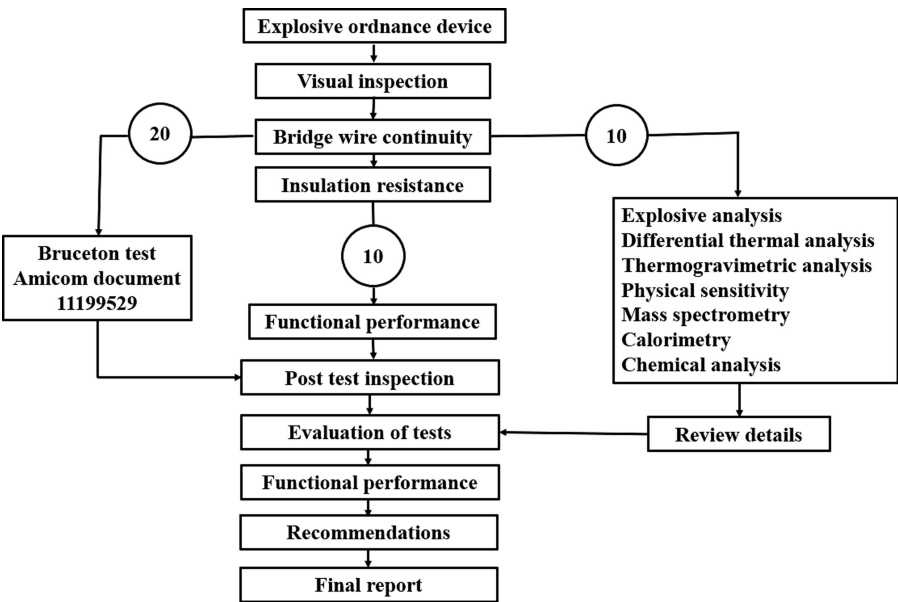 Explosive ordnance device
Visual inspection
20
Bridge wire continuity
10
Insulation resistance
Explosive analysis
Differential thermal analysis
Thermogravimetric analysis
Physical sensitivity
Mass spectrometry
Calorimetry
Chemical analysis
Bruceton test
Amicom document
11199529
10
Functional performance
Post test inspection
Evaluation of tests
Review details
Functional performance
Recommendations
Final report